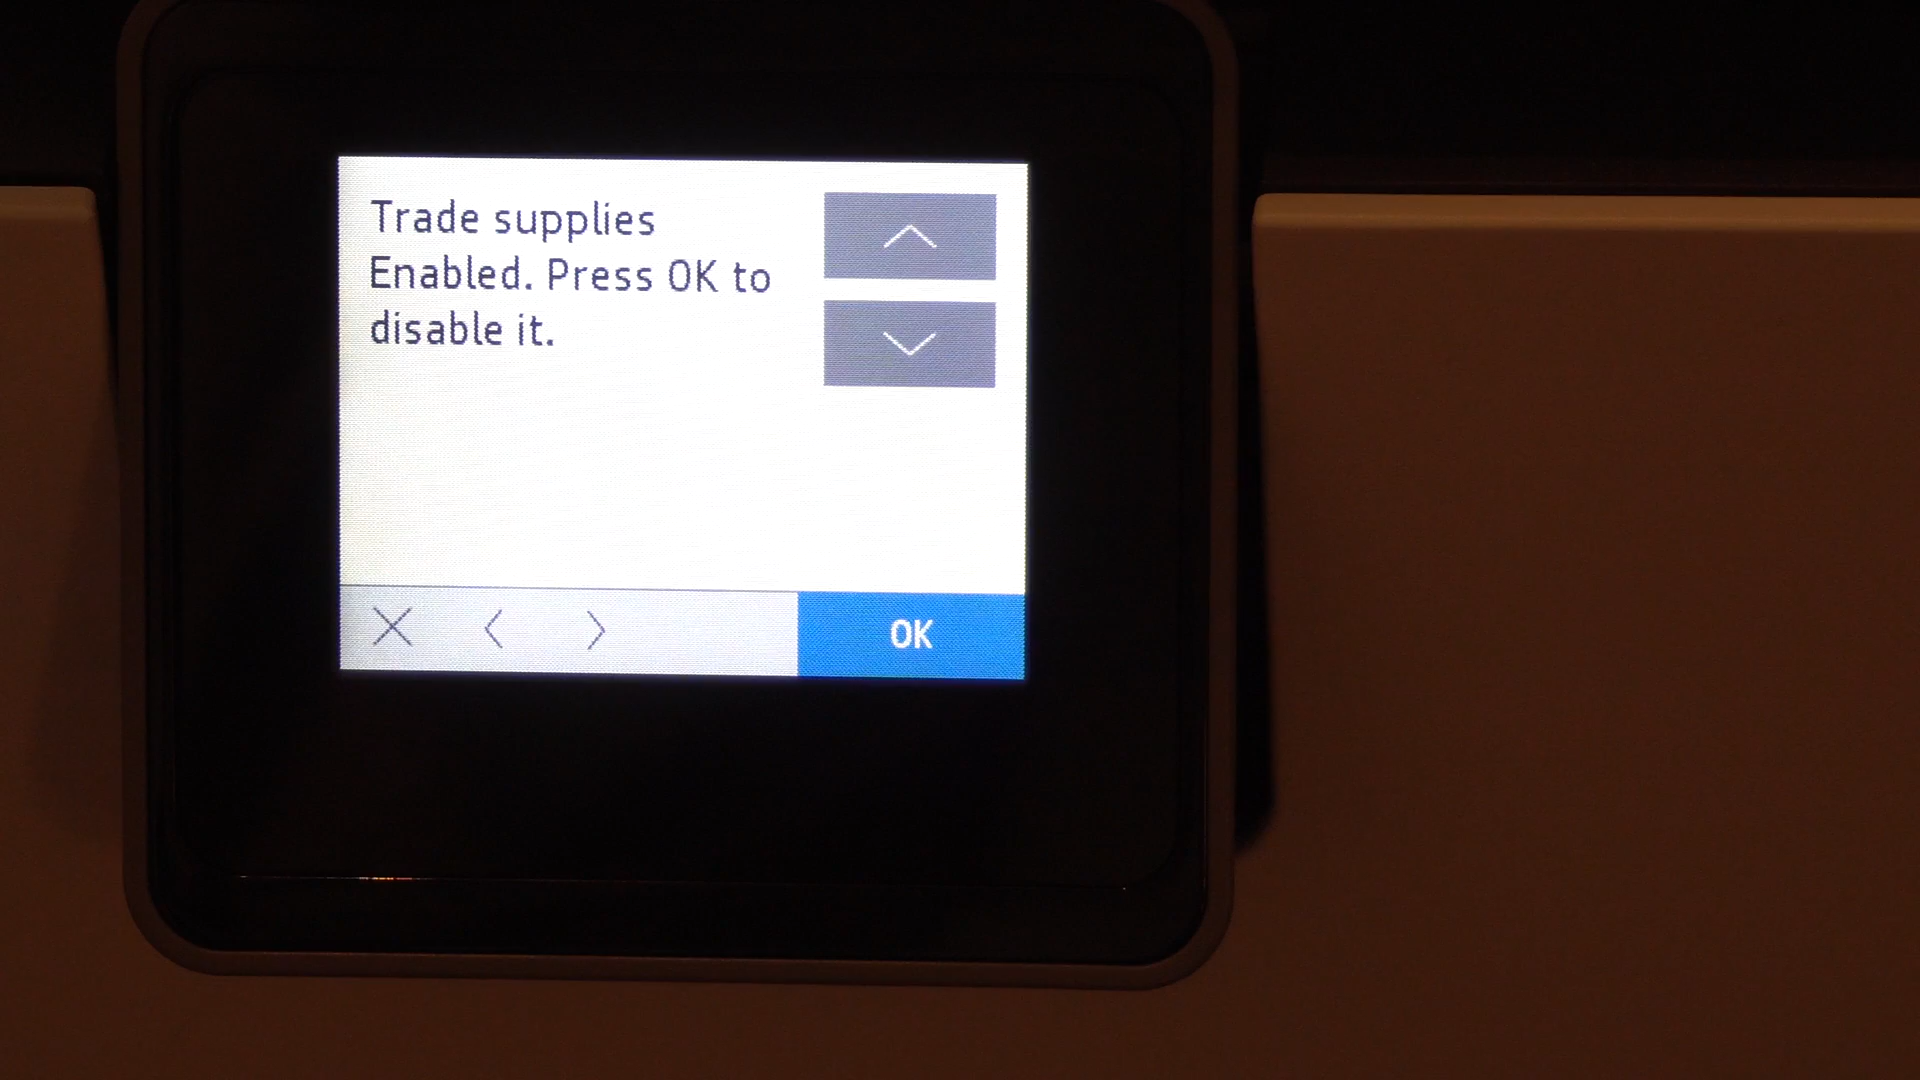 Trade supplies
Enabled. Press OK to
disable it.
OK